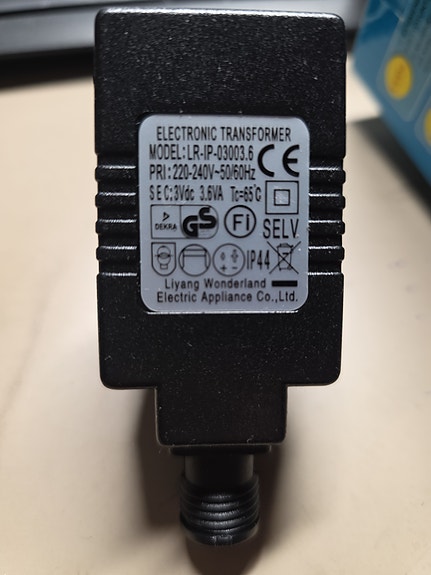 ELECTRONIC TRANSFORMER
MODEL:LR-IP-03003.6
CE
PRI:220-240V~50/60Hz
SEC:3Vdc 3.6VA Tc=65℃
DEKRA
GS
Fi
SELV
IP44
Liyang Wonderland
Electric Appliance Co.,Ltd.